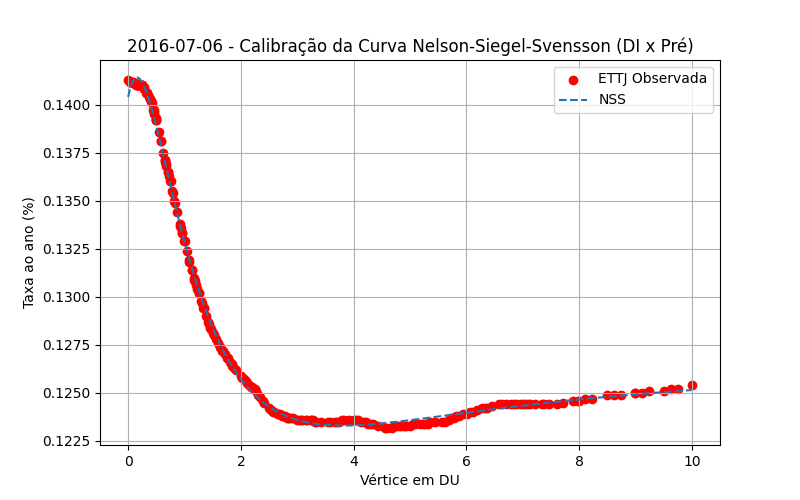 2016-07-06 - Calibração da Curva Nelson-Siegel-Svensson (DI x Pré)
ETTJ Observada
NSS
Taxa ao ano (%)
0.1400
0.1375
0.1350
0.1325
0.1300
0.1275
0.1250
0.1225
0 2 4 6 8 10
Vértice em DU